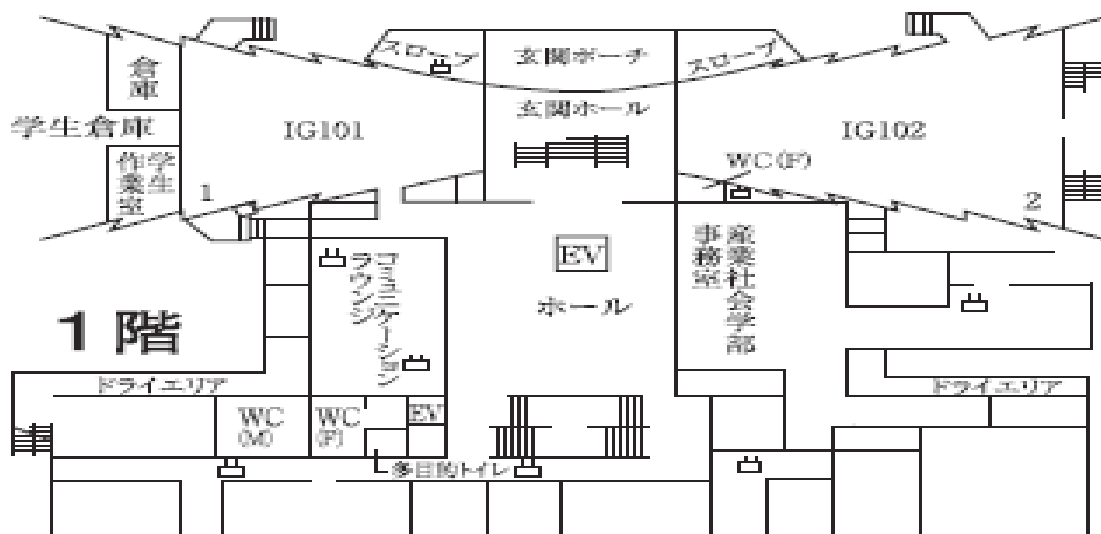 スロープ
玄関ポーチ
スロープ
倉庫
玄関ホール
学生倉庫
IG101
IG102
学生
作業室
WC(F)
1
2
産業社会学部
事務室
EV
コミュニケーション
ラウンジ
ホール
1階
ドライエリア
ドライエリア
WC
(M)
WC
(F)
EV
多目的トイレ